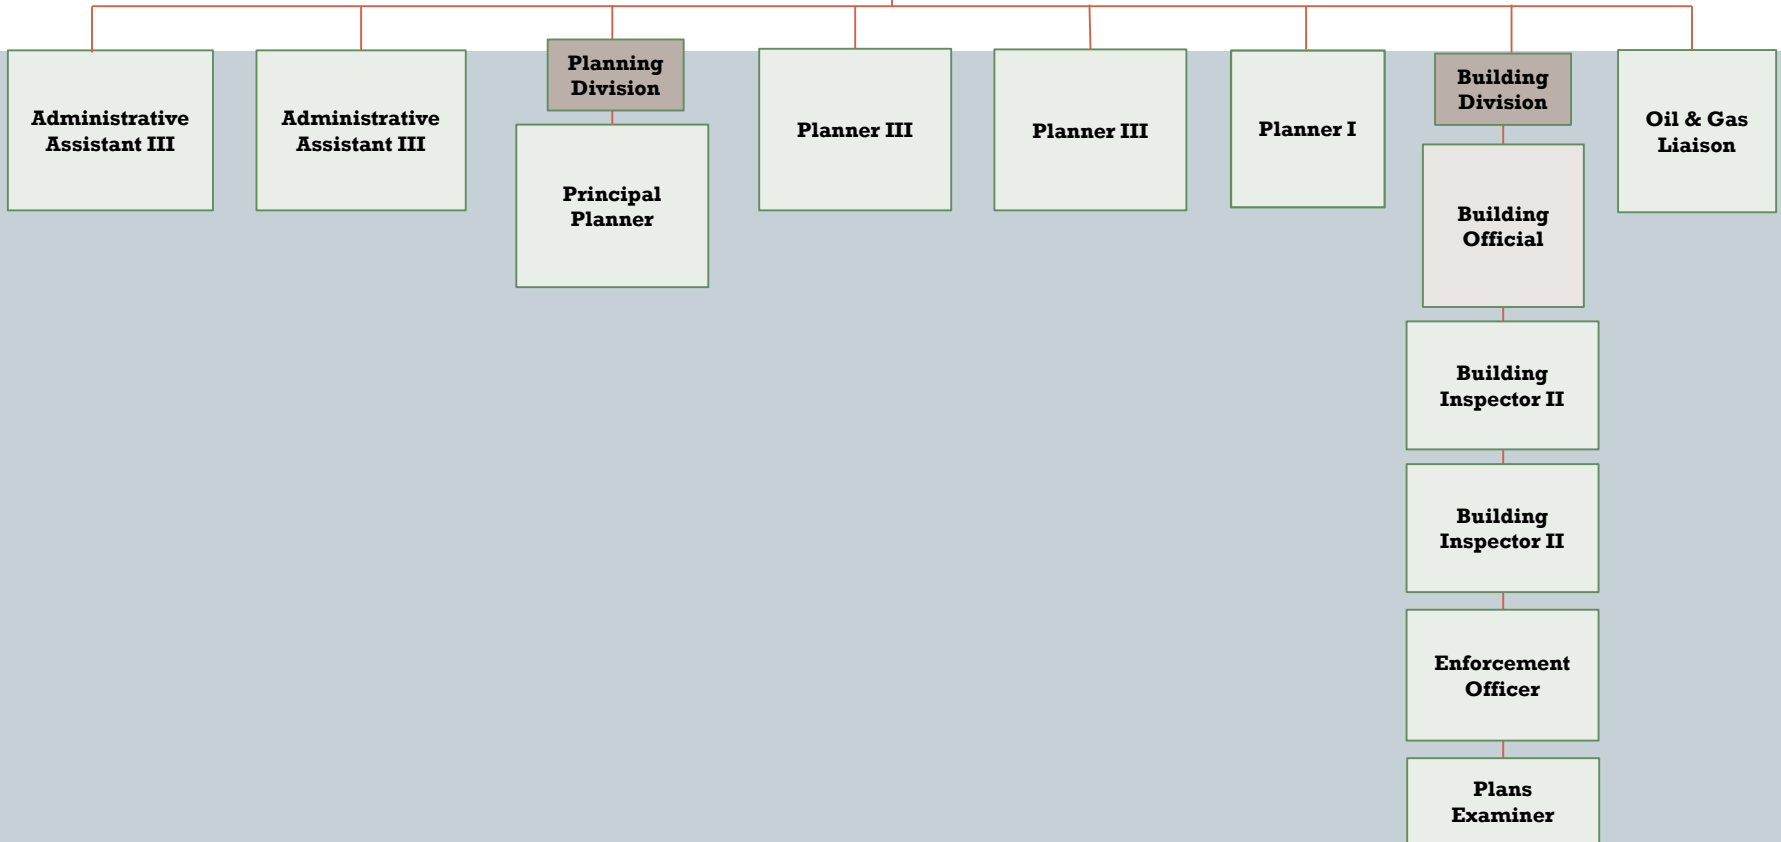 Administrative
Assistant III
Administrative
Assistant III
Planning
Division
Principal
Planner
Planner III
Planner III
Planner I
Building
Division
Building
Official
Building
Inspector II
Building
Inspector II
Enforcement
Officer
Plans
Examiner
Oil & Gas
Liaison